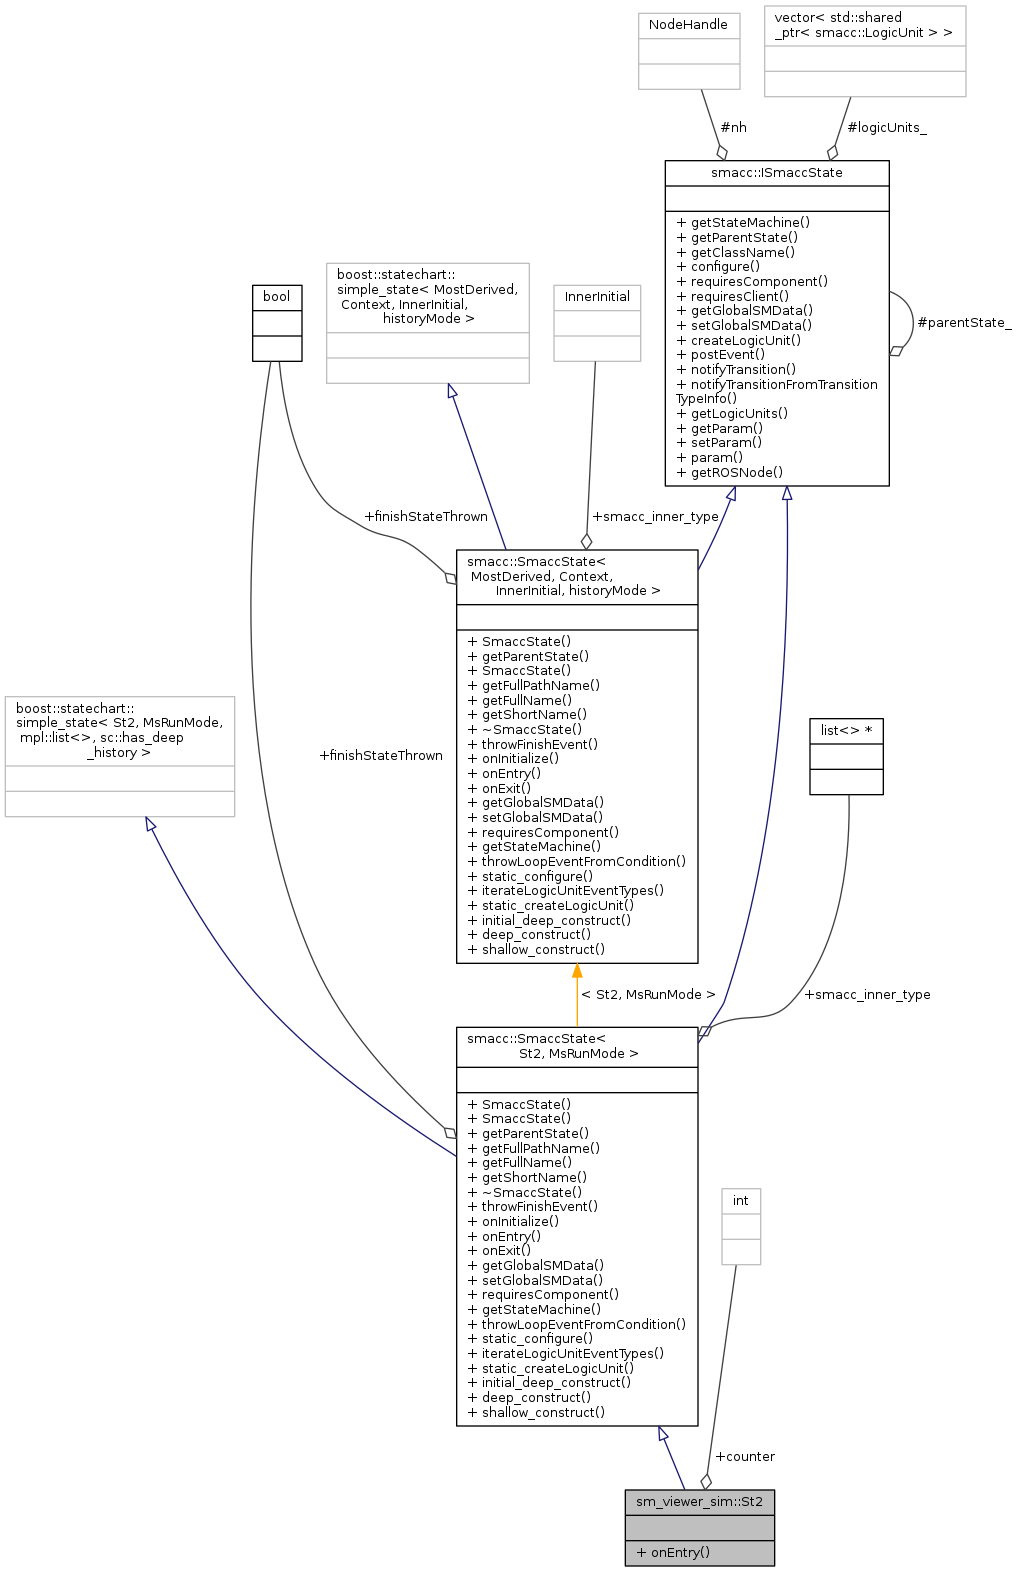 NodeHandle
vector< std::shared
_ptr< smacc::LogicUnit > >
#nh
#logicUnits_
smacc::ISmaccState
+ getStateMachine()
+ getParentState()
+ getClassName()
+ configure()
+ requiresComponent()
+ requiresClient()
+ getGlobalSMData()
+ setGlobalSMData()
+ createLogicUnit()
+ postEvent()
+ notifyTransition()
+ notifyTransitionFromTransition
TypeInfo()
+ getLogicUnits()
+ getParam()
+ setParam()
+ param()
+ getROSNode()
#parentState_
bool
boost::statechart::
simple_state< MostDerived,
Context, InnerInitial,
historyMode >
InnerInitial
+finishStateThrown
+smacc_inner_type
smacc::SmaccState<
MostDerived, Context,
InnerInitial, historyMode >
+ SmaccState()
+ getParentState()
+ SmaccState()
+ getFullPathName()
+ getFullName()
+ getShortName()
+ ~SmaccState()
+ throwFinishEvent()
+ onInitialize()
+ onEntry()
+ onExit()
+ getGlobalSMData()
+ setGlobalSMData()
+ requiresComponent()
+ getStateMachine()
+ throwLoopEventFromCondition()
+ static_configure()
+ iterateLogicUnitEventTypes()
+ static_createLogicUnit()
+ initial_deep_construct()
+ deep_construct()
+ shallow_construct()
boost::statechart::
simple_state< St2, MsRunMode,
mpl::list<>, sc::has_deep
_history >
+finishStateThrown
list<> *
< St2, MsRunMode >
+smacc_inner_type
smacc::SmaccState<
St2, MsRunMode >
+ SmaccState()
+ SmaccState()
+ getParentState()
+ getFullPathName()
+ getFullName()
+ getShortName()
+ ~SmaccState()
+ throwFinishEvent()
+ onInitialize()
+ onEntry()
+ onExit()
+ getGlobalSMData()
+ setGlobalSMData()
+ requiresComponent()
+ getStateMachine()
+ throwLoopEventFromCondition()
+ static_configure()
+ iterateLogicUnitEventTypes()
+ static_createLogicUnit()
+ initial_deep_construct()
+ deep_construct()
+ shallow_construct()
int
+counter
sm_viewer_sim::St2
+ onEntry()